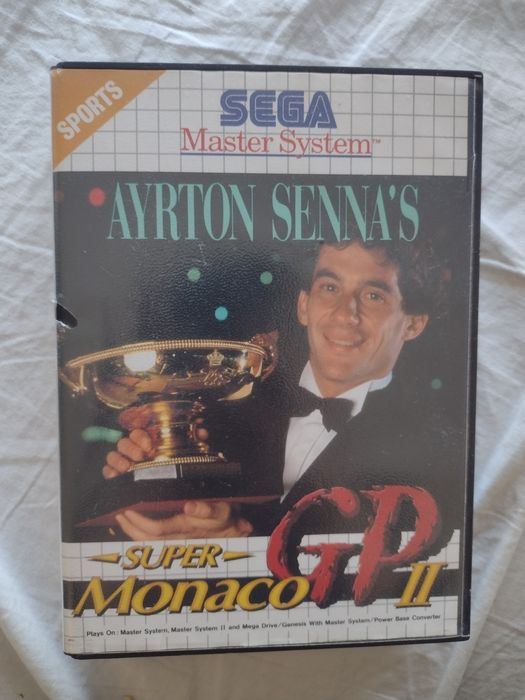 SPORTS
SEGA
Master System™
AYRTON SENNA'S
SUPER
Monaco GP II
Plays On: Master System, Master System II and Mega Drive/Genesis With Master System/Power Base Converter